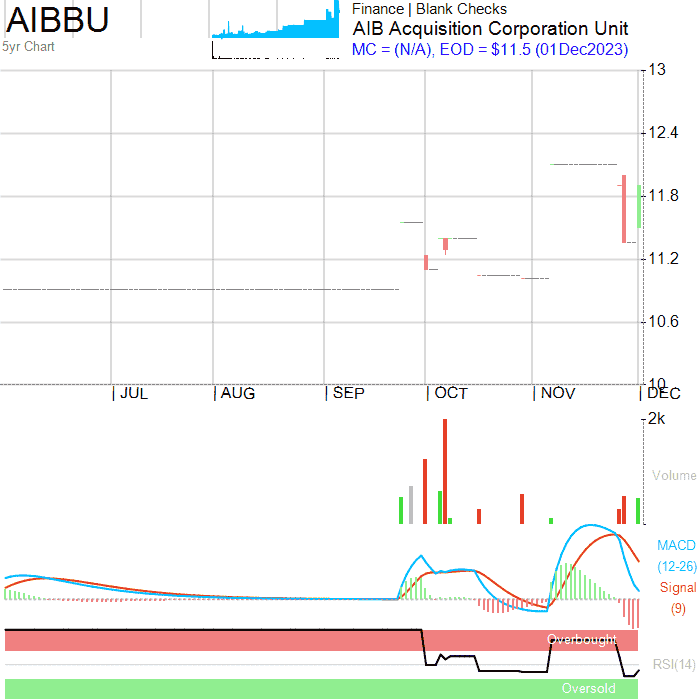 AIBBU
5yr Chart
Finance | Blank Checks
AIB Acquisition Corporation Unit
MC = (N/A), EOD = $11.5 (01Dec2023)
13
12.4
11.8
11.2
10.6
10
| JUL | AUG | SEP | OCT | NOV | DEC
2k
Volume
MACD
(12-26)
Signal
(9)
Overbought
RSI(14)
Oversold